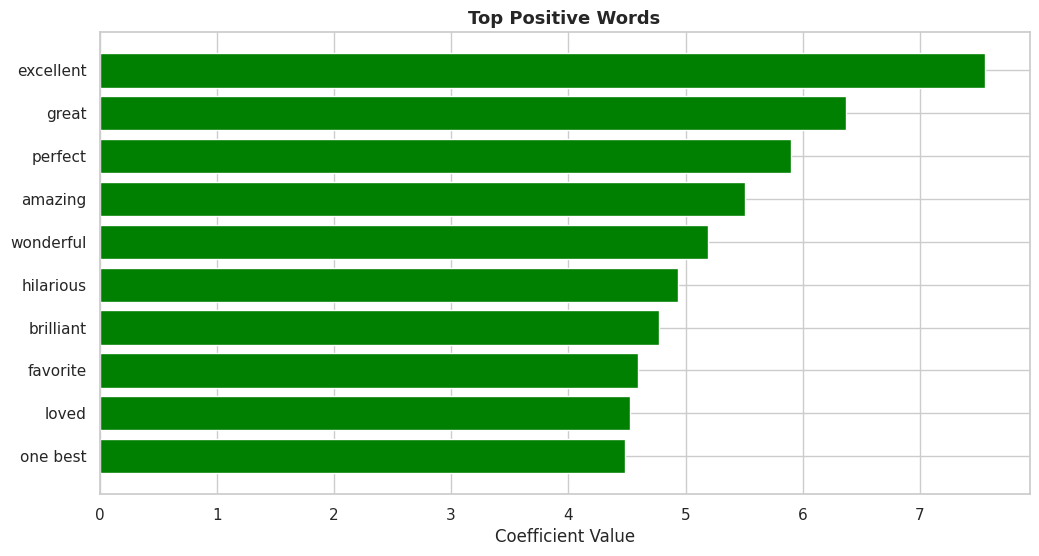 Top Positive Words
excellent
great
perfect
amazing
wonderful
hilarious
brilliant
favorite
loved
one best
0 1 2 3 4 5 6 7
Coefficient Value